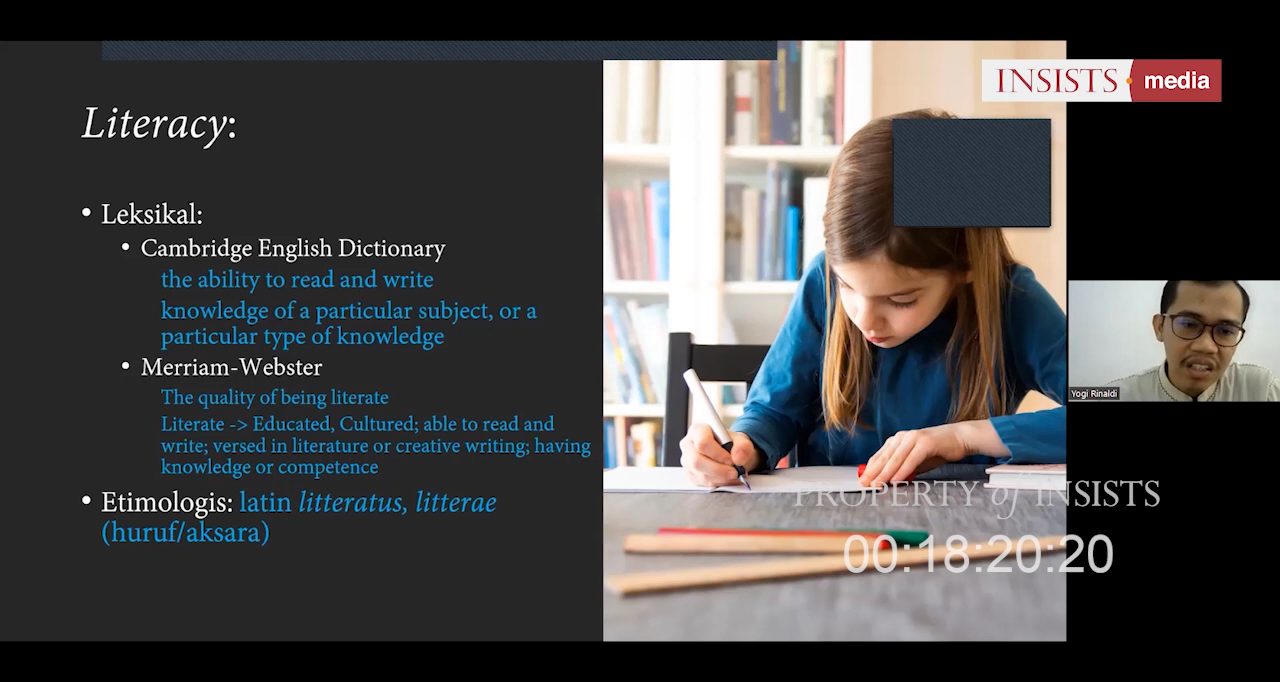 INSISTS media
Literacy:
• Leksikal:
• Cambridge English Dictionary
the ability to read and write
knowledge of a particular subject, or a
particular type of knowledge
• Merriam-Webster
The quality of being literate
Literate -> Educated, Cultured; able to read and
write; versed in literature or creative writing; having
knowledge or competence
• Etimologis: latin litteratus, litterae
(huruf/aksara)
Yogi Rinaldi
PROPERTY of INSISTS
00:18:20:20